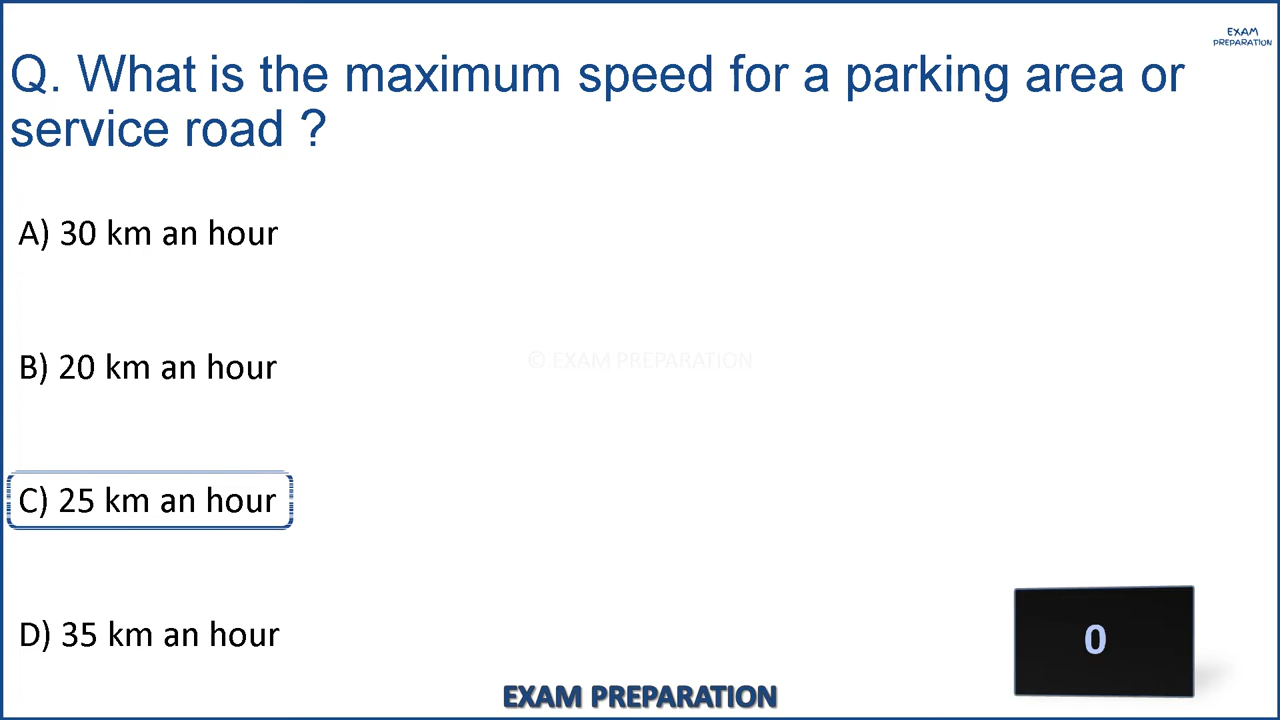 EXAM
PREPARATION
Q. What is the maximum speed for a parking area or
service road ?
A) 30 km an hour
B) 20 km an hour
© EXAM PREPARATION
C) 25 km an hour
D) 35 km an hour
0
EXAM PREPARATION